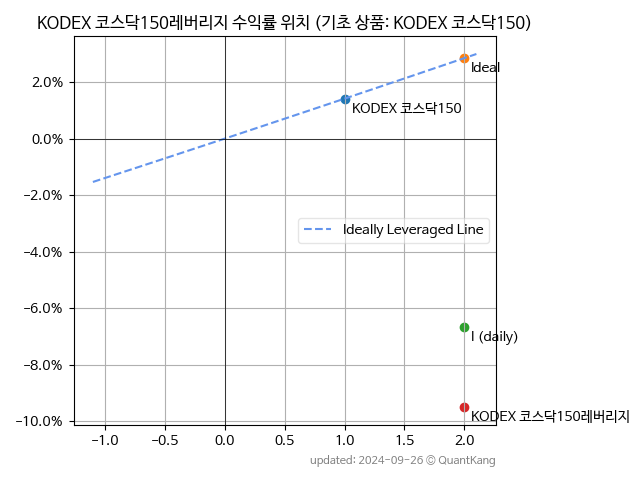 KODEX 코스닥150레버리지 수익률 위치 (기초 상품: KODEX 코스닥150)
Ideal
2.0%
KODEX 코스닥150
0.0%
−2.0%
Ideally Leveraged Line
−4.0%
−6.0%
I (daily)
−8.0%
−10.0%
KODEX 코스닥150레버리지
−1.0 −0.5 0.0 0.5 1.0 1.5 2.0
updated: 2024-09-26 © QuantKang